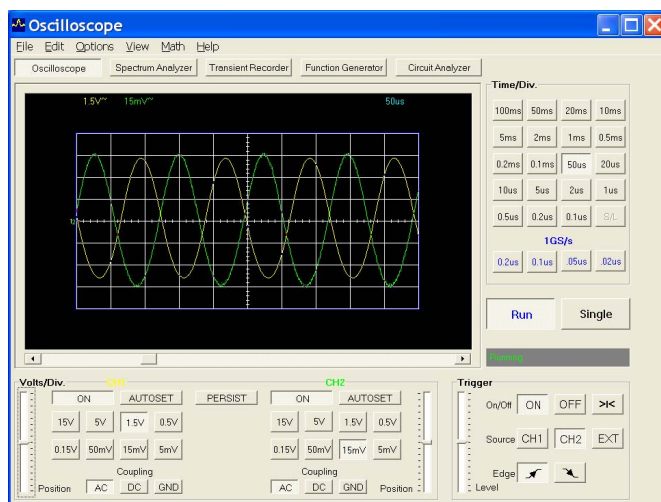 Oscilloscope
File Edit Options View Math Help
Oscilloscope Spectrum Analyzer Transient Recorder Function Generator Circuit Analyzer
1.5V~ 15mV~ 50us
Time/Div.
100ms 50ms 20ms 10ms
5ms 2ms 1ms 0.5ms
0.2ms 0.1ms 50us 20us
10us 5us 2us 1us
0.5us 0.2us 0.1us S/L
1GS/s
0.2us 0.1us .05us .02us
Run Single
Running
Volts/Div. CH1
ON AUTOSET
15V 5V 1.5V 0.5V
0.15V 50mV 15mV 5mV
Coupling
Position AC DC GND
PERSIST
CH2
ON AUTOSET
15V 5V 1.5V 0.5V
0.15V 50mV 15mV 5mV
Coupling
AC DC GND Position
Trigger
On/Off ON OFF >|<
Source CH1 CH2 EXT
Edge
Level